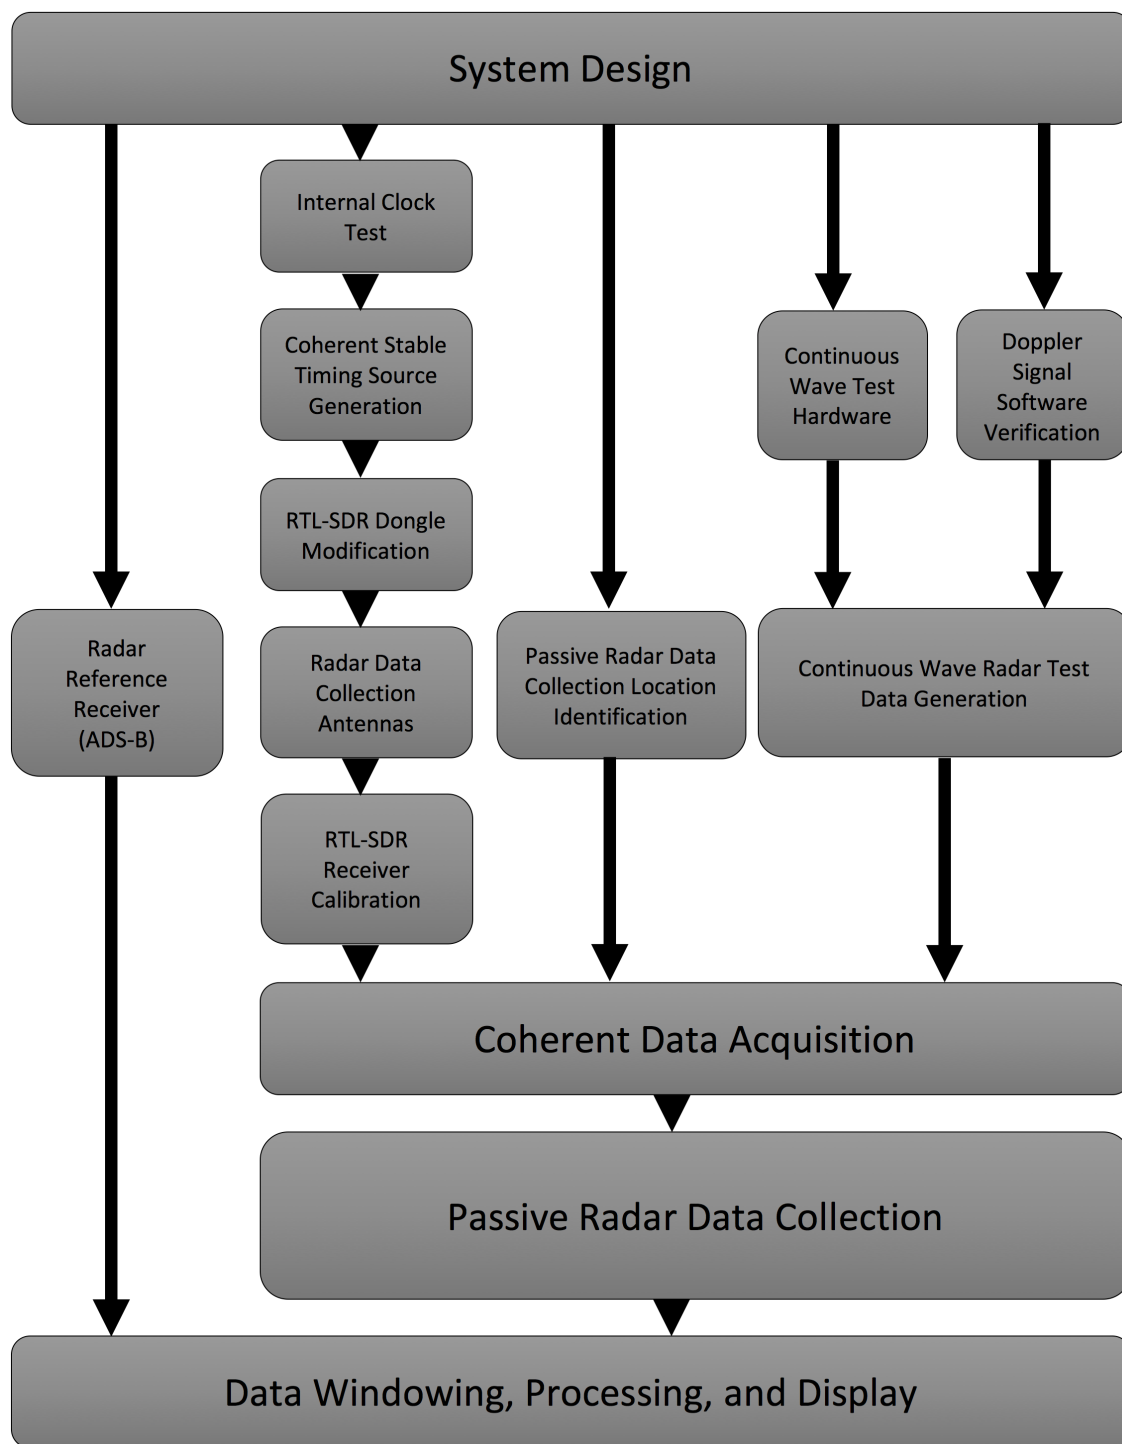 System Design
Internal Clock
Test
Coherent Stable
Timing Source
Generation
Continuous
Wave Test
Hardware
Doppler
Signal
Software
Verification
RTL-SDR Dongle
Modification
Radar
Reference
Receiver
(ADS-B)
Radar Data
Collection
Antennas
Passive Radar Data
Collection Location
Identification
Continuous Wave Radar Test
Data Generation
RTL-SDR
Receiver
Calibration
Coherent Data Acquisition
Passive Radar Data Collection
Data Windowing, Processing, and Display